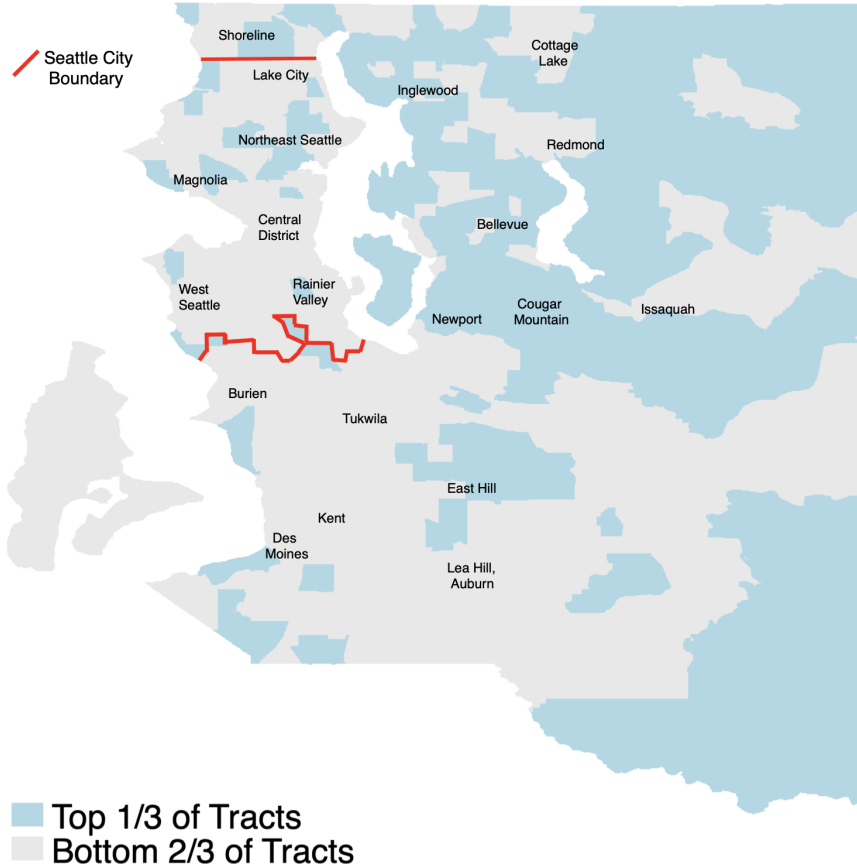 Shoreline
Seattle City
Boundary
Cottage
Lake
Lake City
Inglewood
Northeast Seattle
Redmond
Magnolia
Central
District
Bellevue
West
Seattle
Rainier
Valley
Newport
Cougar
Mountain
Issaquah
Burien
Tukwila
East Hill
Kent
Des
Moines
Lea Hill,
Auburn
Top 1/3 of Tracts
Bottom 2/3 of Tracts